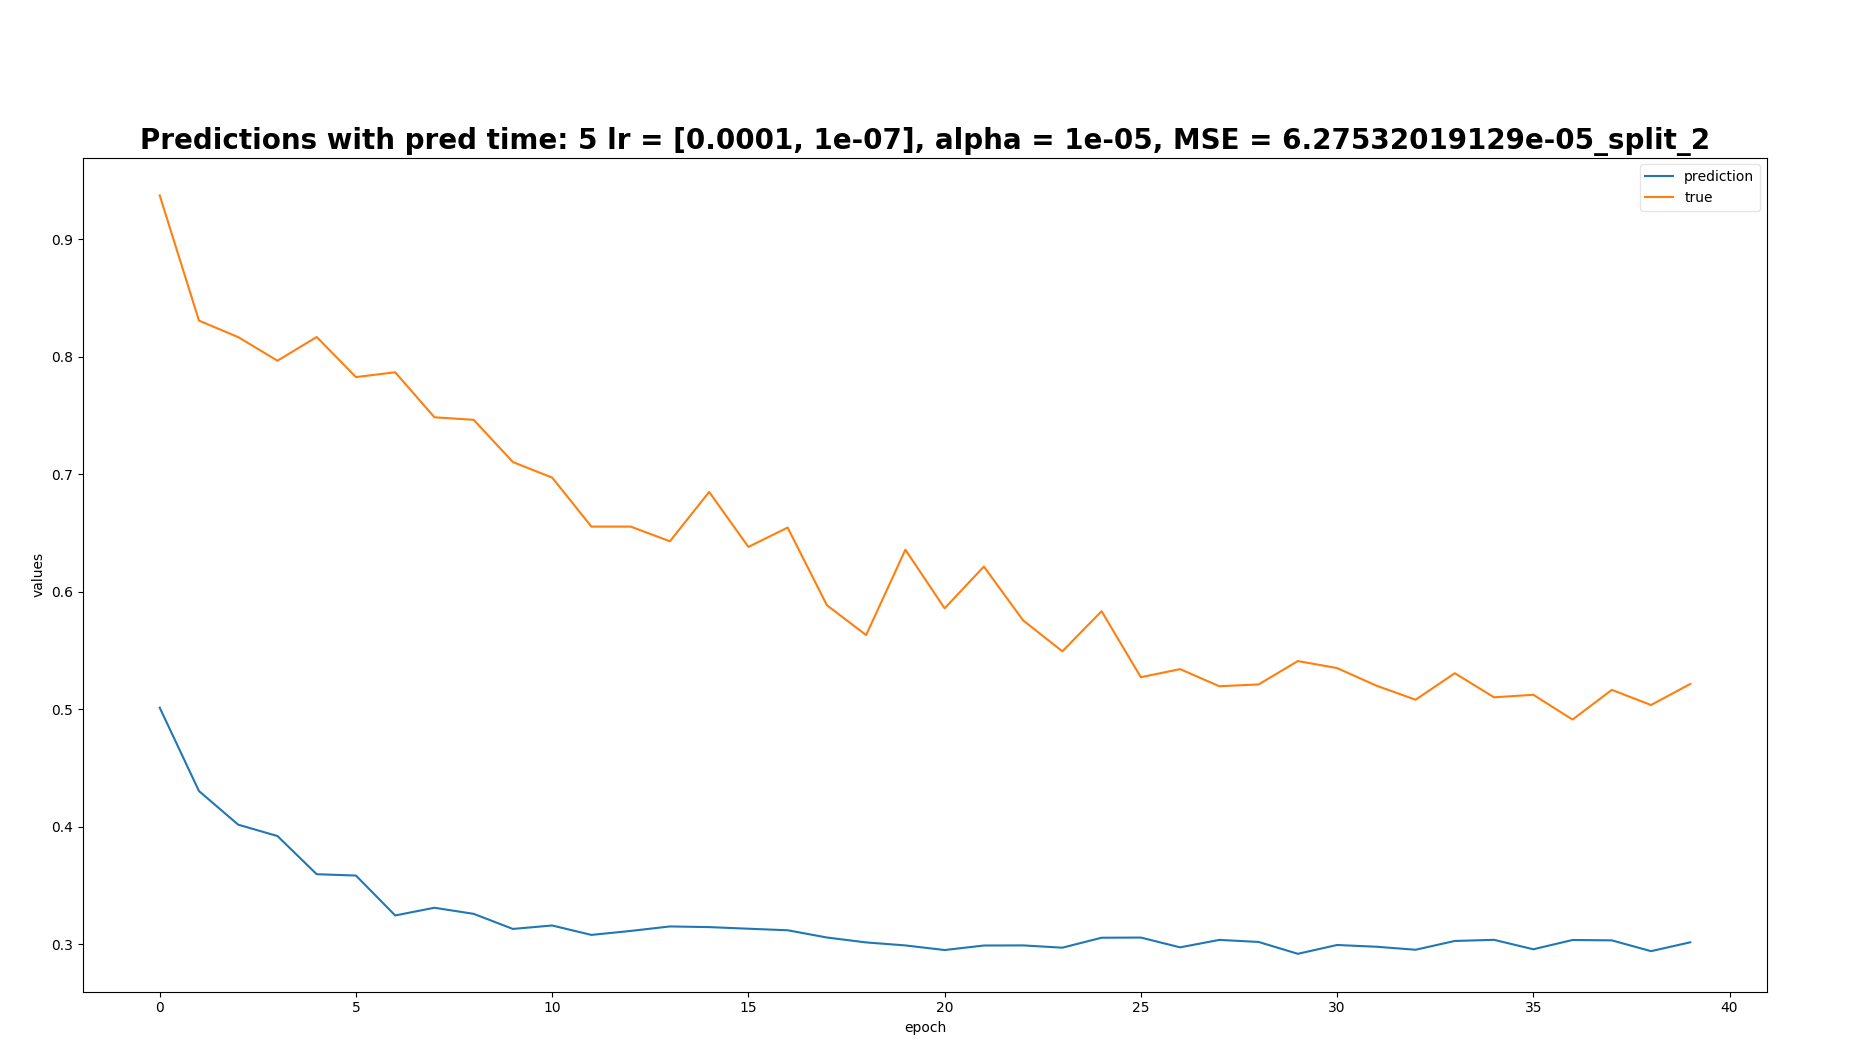 Predictions with pred time: 5 lr = [0.0001, 1e-07], alpha = 1e-05, MSE = 6.27532019129e-05_split_2
prediction
true
0.9
0.8
0.7
0.6
0.5
0.4
0.3
values
0 5 10 15 20 25 30 35 40
epoch